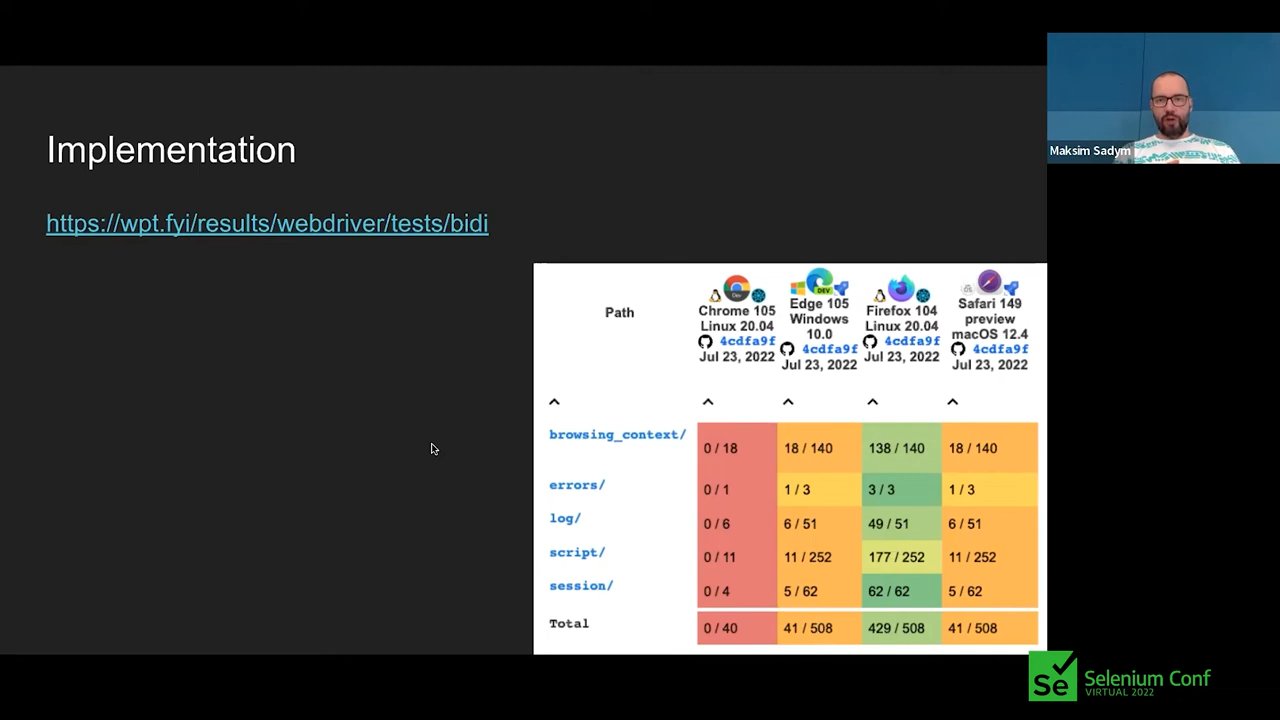 Implementation
https://wpt.fyi/results/webdriver/tests/bidi
Maksim Sadym
Path
Chrome 105
Linux 20.04
4cdfa9f
Jul 23, 2022
DEV
Edge 105
Windows
10.0
4cdfa9f
Jul 23, 2022
Firefox 104
Linux 20.04
4cdfa9f
Jul 23, 2022
Safari 149
preview
macOS 12.4
4cdfa9f
Jul 23, 2022
browsing_context/ 0 / 18 18 / 140 138 / 140 18 / 140
errors/ 0 / 1 1 / 3 3 / 3 1 / 3
log/ 0 / 6 6 / 51 49 / 51 6 / 51
script/ 0 / 11 11 / 252 177 / 252 11 / 252
session/ 0 / 4 5 / 62 62 / 62 5 / 62
Total 0 / 40 41 / 508 429 / 508 41 / 508
Se
Selenium Conf
VIRTUAL 2022